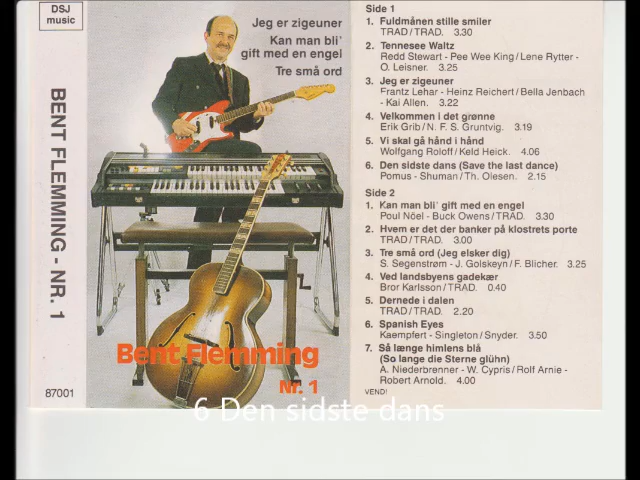 DSJ
music
BENT FLEMMING - NR. 1
87001
Jeg er zigeuner
Kan man bli'
gift med en engel
Tre små ord
Bent Flemming
Nr. 1
Side 1
1. Fuldmånen stille smiler
TRAD/TRAD. 3.30
2. Tennesee Waltz
Redd Stewart - Pee Wee King/Lene Rytter -
O. Leisner. 3.25
3. Jeg er zigeuner
Frantz Lehar - Heinz Reichert/Bella Jenbach
- Kai Allen. 3.22
4. Velkommen i det grønne
Erik Grib/N. F. S. Gruntvig. 3.19
5. Vi skal gå hånd i hånd
Wolfgang Roloff/Keld Heick. 4.06
6. Den sidste dans (Save the last dance)
Pomus - Shuman/Th. Olesen. 2.15
Side 2
1. Kan man bli' gift med en engel
Poul Nöel - Buck Owens/TRAD. 3.30
2. Hvem er det der banker på klostrets porte
TRAD/TRAD. 3.00
3. Tre små ord (Jeg elsker dig)
S. Segenstrøm - J. Golskeyn/F. Blicher. 3.25
4. Ved landsbyens gadekær
Bror Karlsson/TRAD. 0.40
5. Dernede i dalen
TRAD/TRAD. 2.20
6. Spanish Eyes
Kaempfert - Singleton/Snyder. 3.50
7. Så længe himlens blå
(So lange die Sterne glühn)
A. Niederbrenner - W. Cypris/Rolf Arnie -
Robert Arnold. 4.00
VEND!
6 Den sidste dans